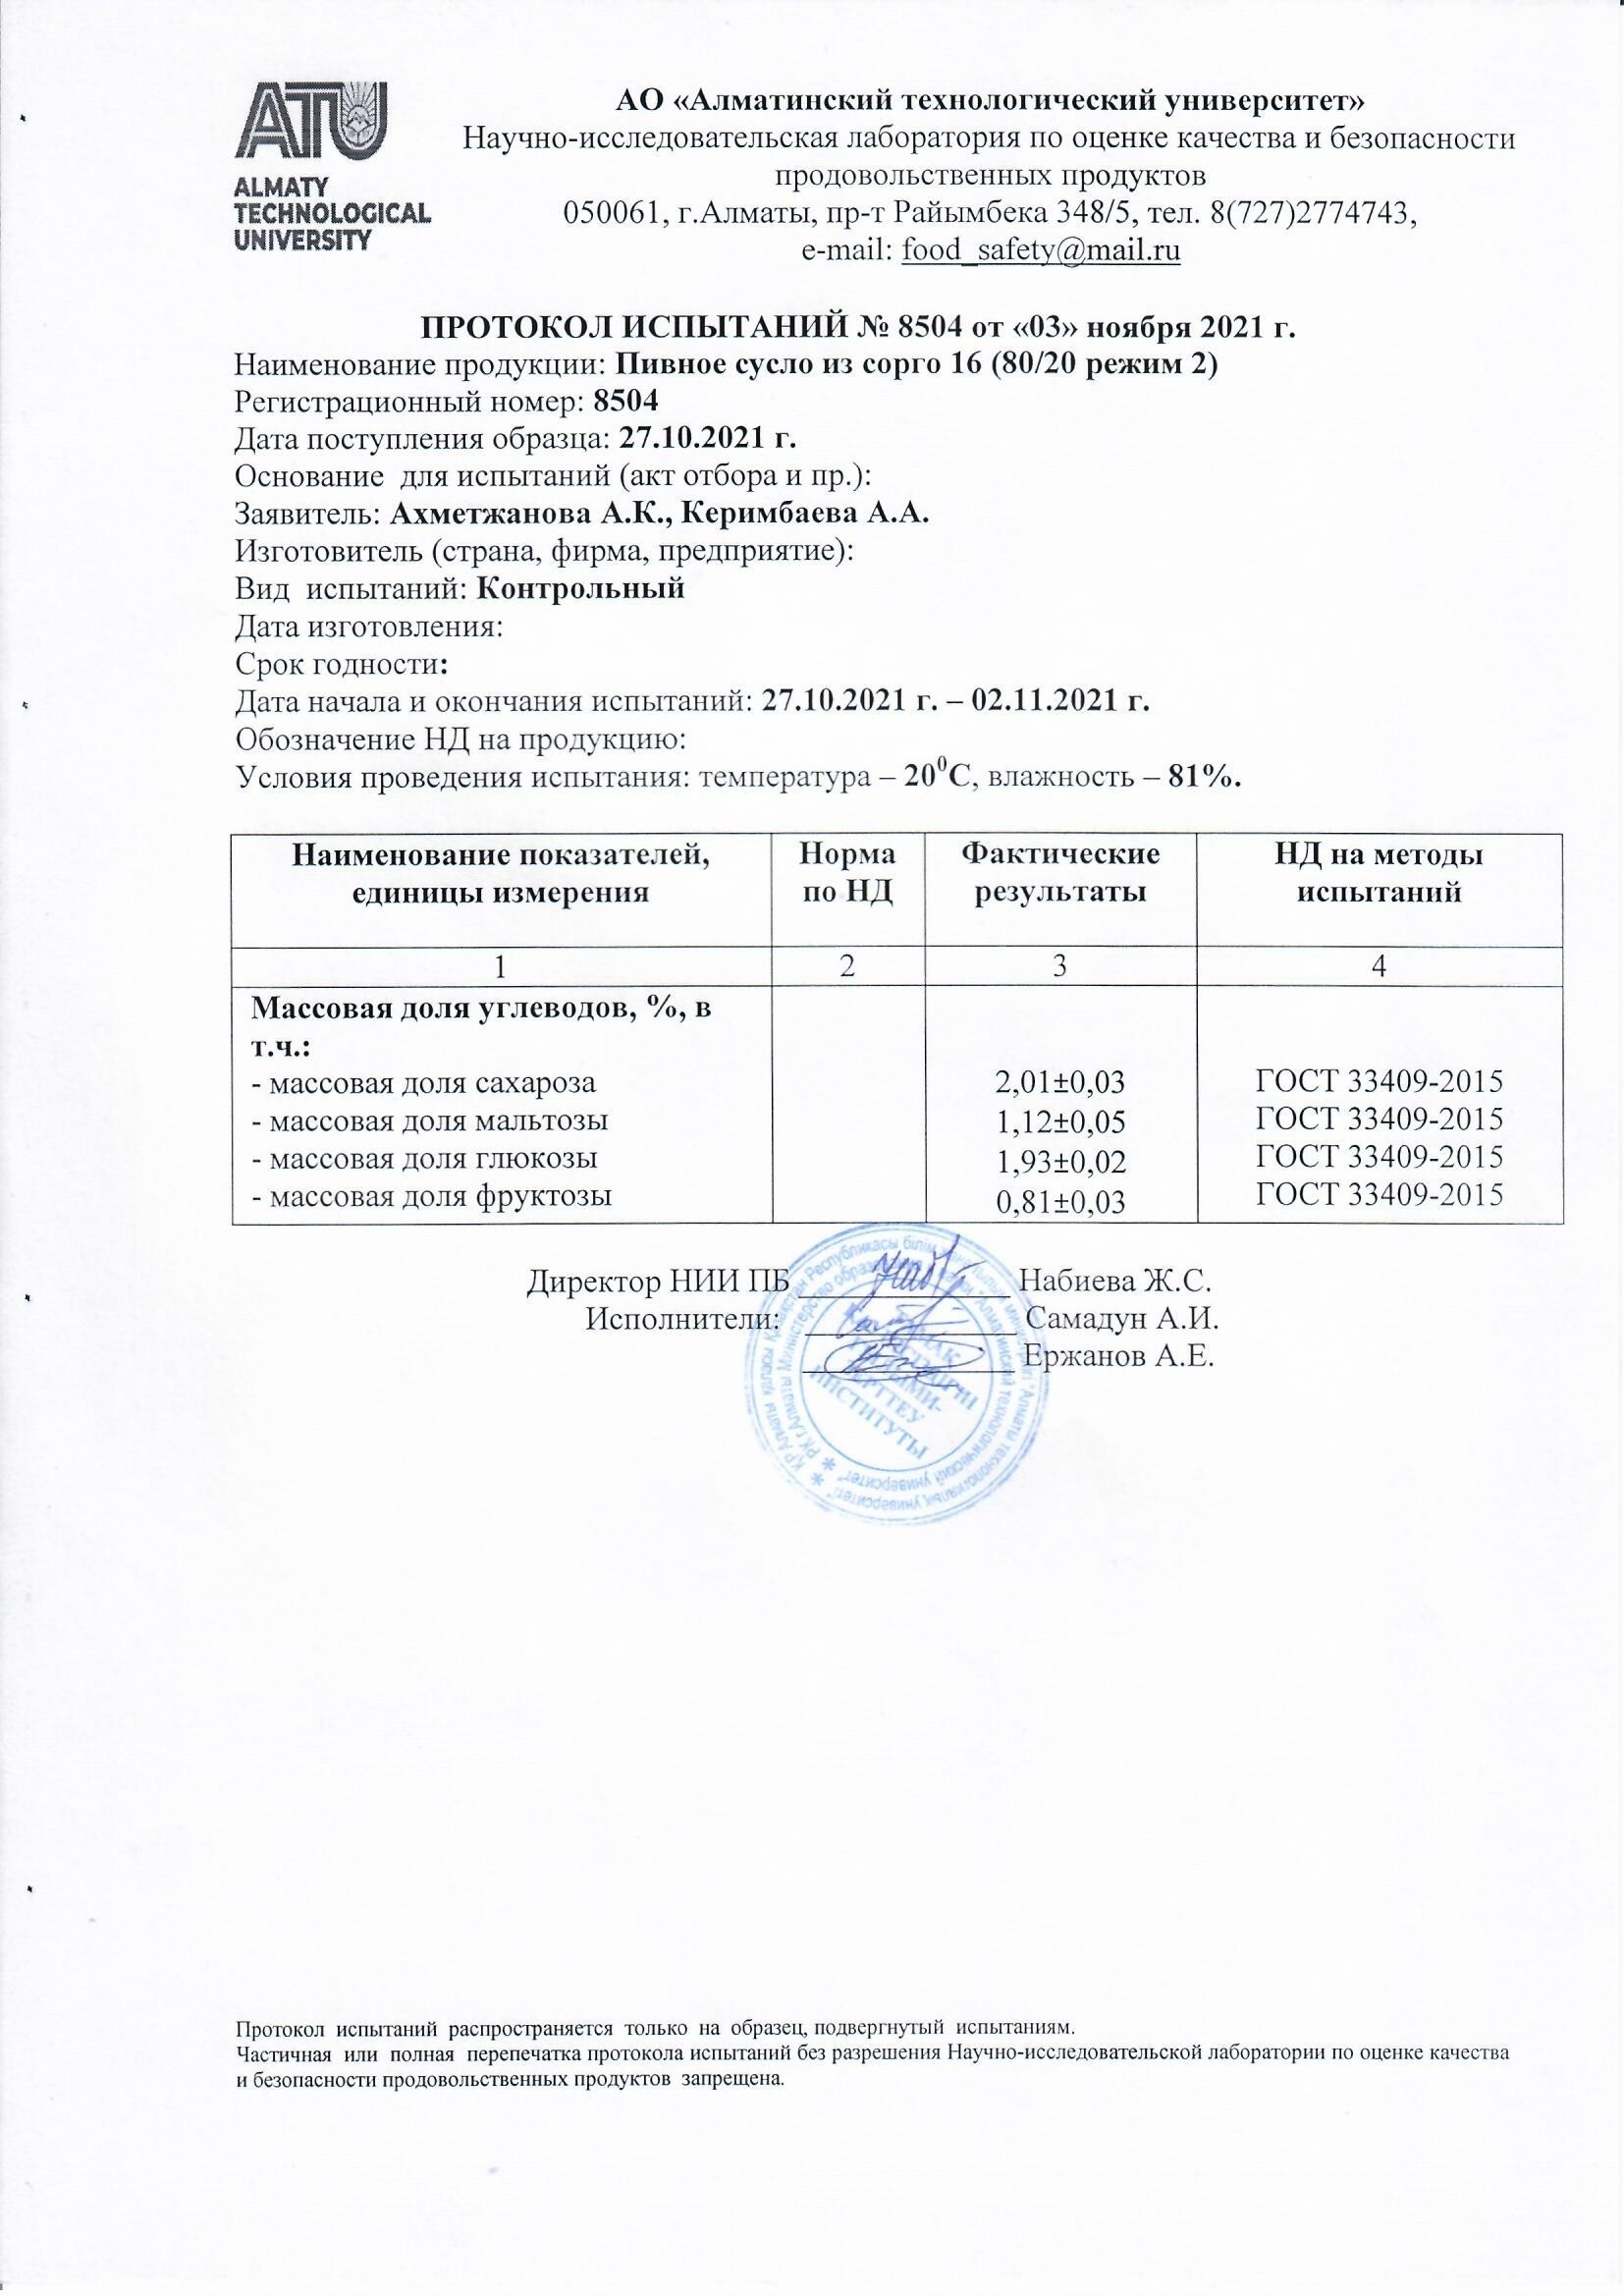 ATU
ALMATY
TECHNOLOGICAL
UNIVERSITY
АО «Алматинский технологический университет»
Научно-исследовательская лаборатория по оценке качества и безопасности
продовольственных продуктов
050061, г.Алматы, пр-т Райымбека 348/5, тел. 8(727)2774743,
e-mail: food_safety@mail.ru
ПРОТОКОЛ ИСПЫТАНИЙ № 8504 от «03» ноября 2021 г.
Наименование продукции: Пивное сусло из сорго 16 (80/20 режим 2)
Регистрационный номер: 8504
Дата поступления образца: 27.10.2021 г.
Основание для испытаний (акт отбора и пр.):
Заявитель: Ахметжанова А.К., Керимбаева А.А.
Изготовитель (страна, фирма, предприятие):
Вид испытаний: Контрольный
Дата изготовления:
Срок годности:
Дата начала и окончания испытаний: 27.10.2021 г. – 02.11.2021 г.
Обозначение НД на продукцию:
Условия проведения испытания: температура – 20⁰С, влажность – 81%.
Наименование показателей, Норма Фактические НД на методы
единицы измерения по НД результаты испытаний
1 2 3 4
Массовая доля углеводов, %, в
т.ч.:
- массовая доля сахароза 2,01±0,03 ГОСТ 33409-2015
- массовая доля мальтозы 1,12±0,05 ГОСТ 33409-2015
- массовая доля глюкозы 1,93±0,02 ГОСТ 33409-2015
- массовая доля фруктозы 0,81±0,03 ГОСТ 33409-2015
Директор НИИ ПБ Набиева Ж.С.
Исполнители: Самадун А.И.
Ержанов А.Е.
ИНСТИТУТЫ
Протокол испытаний распространяется только на образец, подвергнутый испытаниям.
Частичная или полная перепечатка протокола испытаний без разрешения Научно-исследовательской лаборатории по оценке качества
и безопасности продовольственных продуктов запрещена.